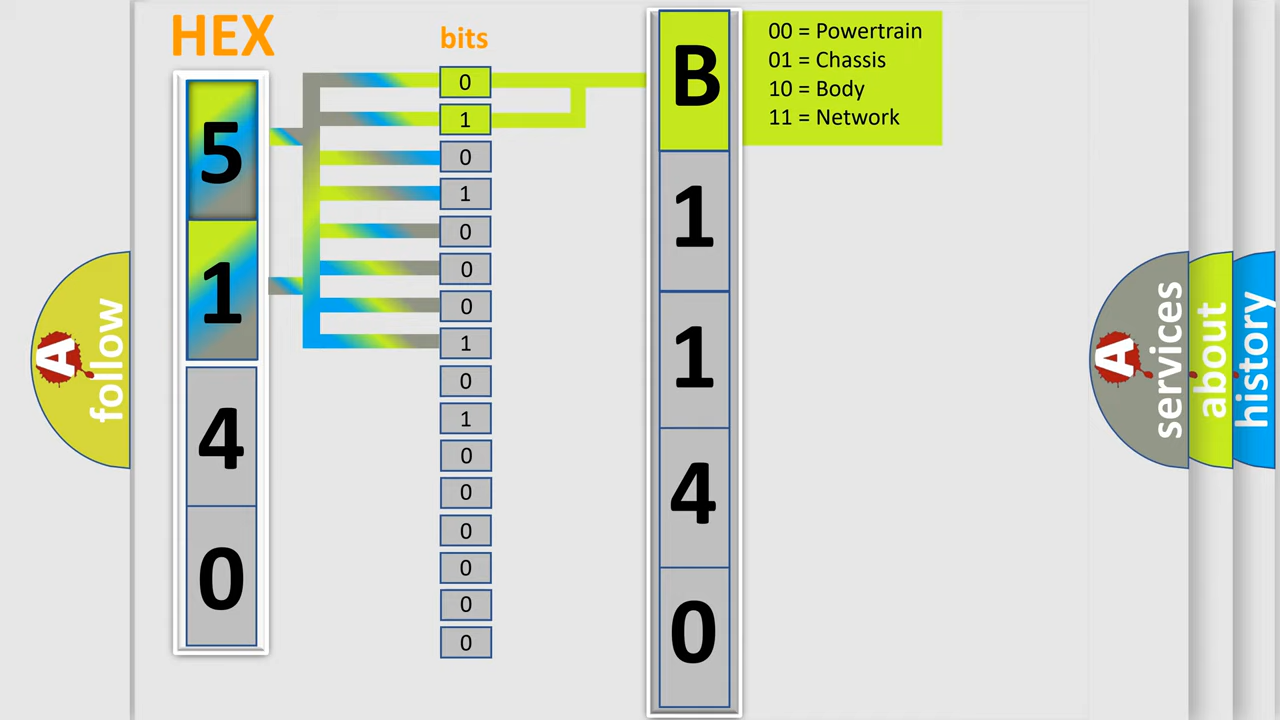 HEX
bits
5
1
4
0
0
1
0
1
0
0
0
1
0
1
0
0
0
0
0
0
B
1
1
4
0
00 = Powertrain
01 = Chassis
10 = Body
11 = Network
A
follow
A
services
about
history